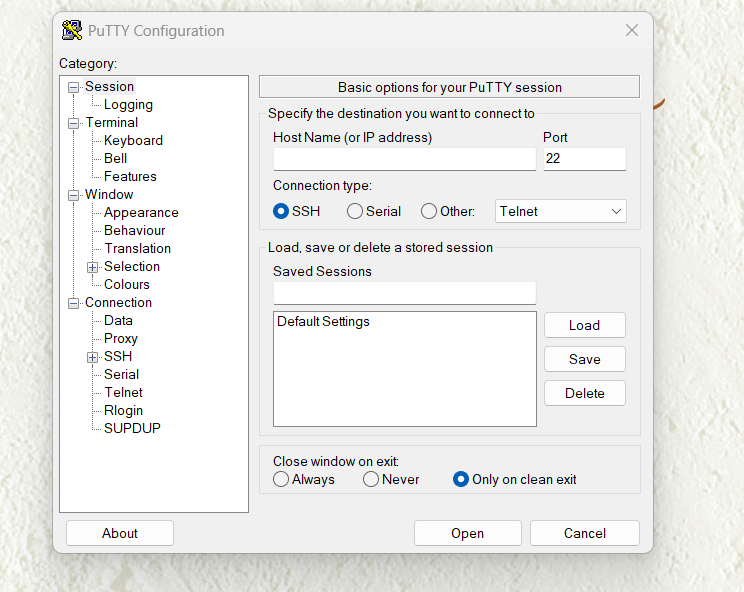 PuTTY Configuration
Category:
Session
Logging
Terminal
Keyboard
Bell
Features
Window
Appearance
Behaviour
Translation
Selection
Colours
Connection
Data
Proxy
SSH
Serial
Telnet
Rlogin
SUPDUP
Basic options for your PuTTY session
Specify the destination you want to connect to
Host Name (or IP address) Port
22
Connection type:
SSH Serial Other: Telnet
Load, save or delete a stored session
Saved Sessions
Default Settings
Load
Save
Delete
Close window on exit:
Always Never Only on clean exit
About Open Cancel